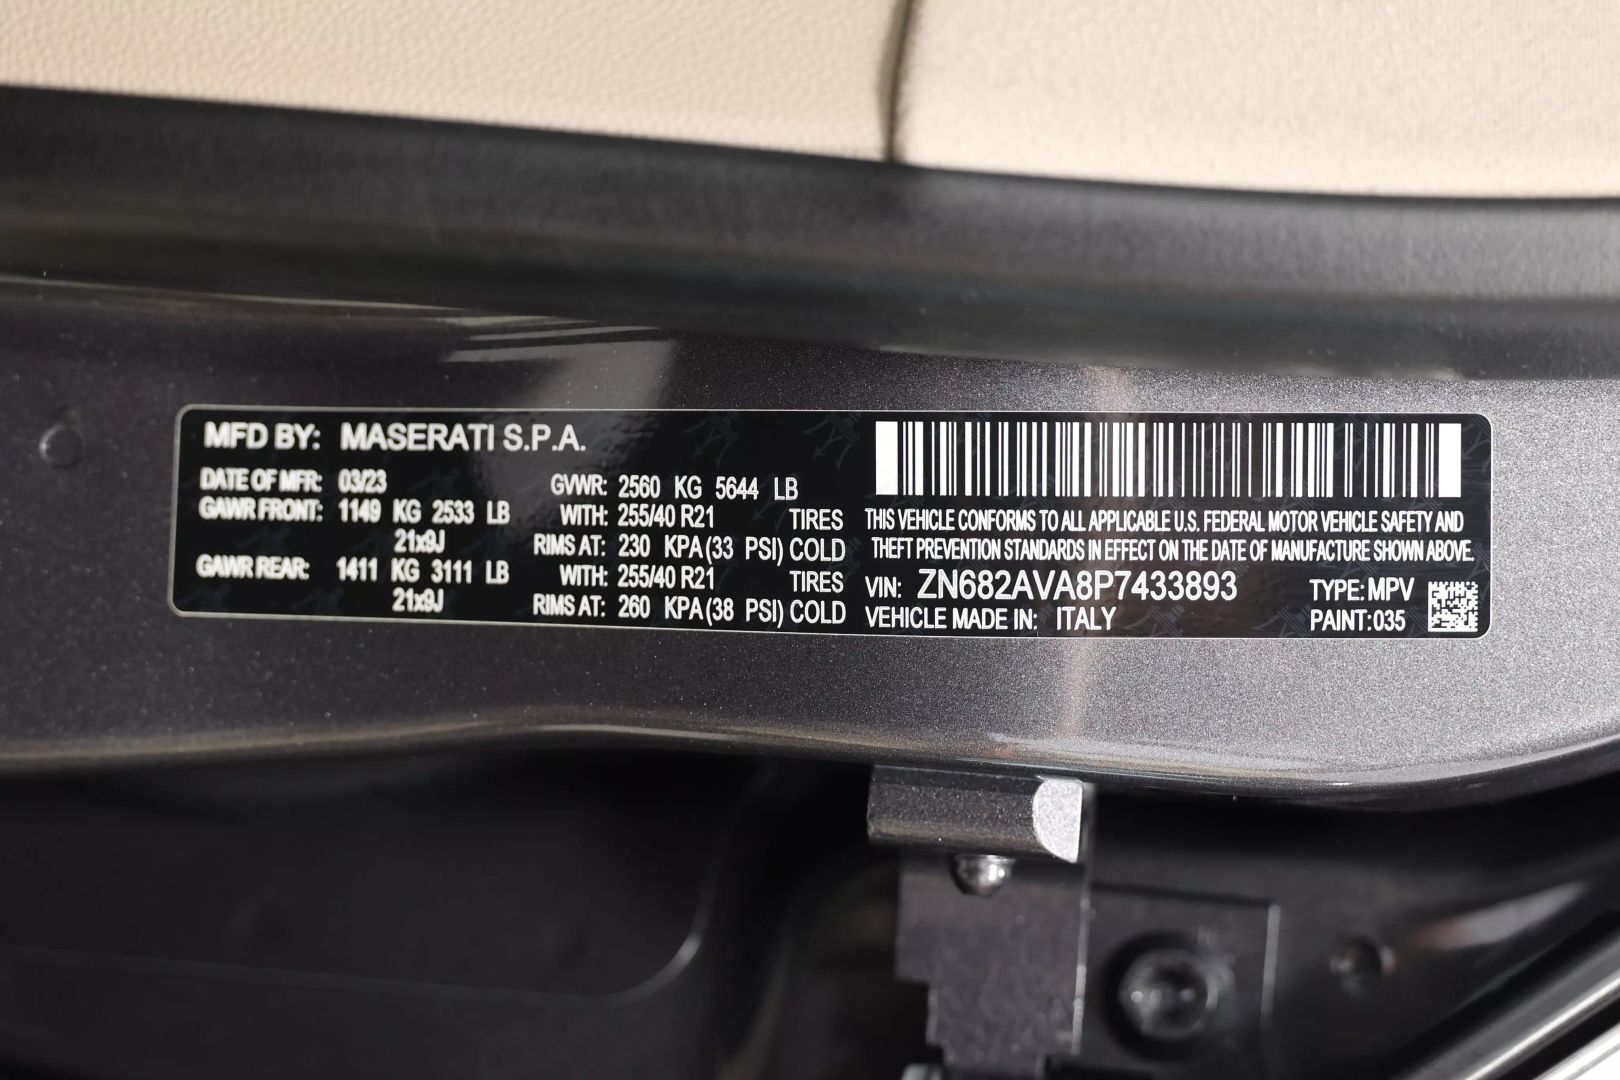 MFD BY: MASERATI S.P.A.
DATE OF MFR: 03/23 GVWR: 2560 KG 5644 LB
GAWR FRONT: 1149 KG 2533 LB WITH: 255/40 R21 TIRES
21x9J RIMS AT: 230 KPA (33 PSI) COLD
GAWR REAR: 1411 KG 3111 LB WITH: 255/40 R21 TIRES
21x9J RIMS AT: 260 KPA (38 PSI) COLD
THIS VEHICLE CONFORMS TO ALL APPLICABLE U.S. FEDERAL MOTOR VEHICLE SAFETY AND
THEFT PREVENTION STANDARDS IN EFFECT ON THE DATE OF MANUFACTURE SHOWN ABOVE.
VIN: ZN682AVA8P7433893 TYPE: MPV
VEHICLE MADE IN: ITALY PAINT: 035